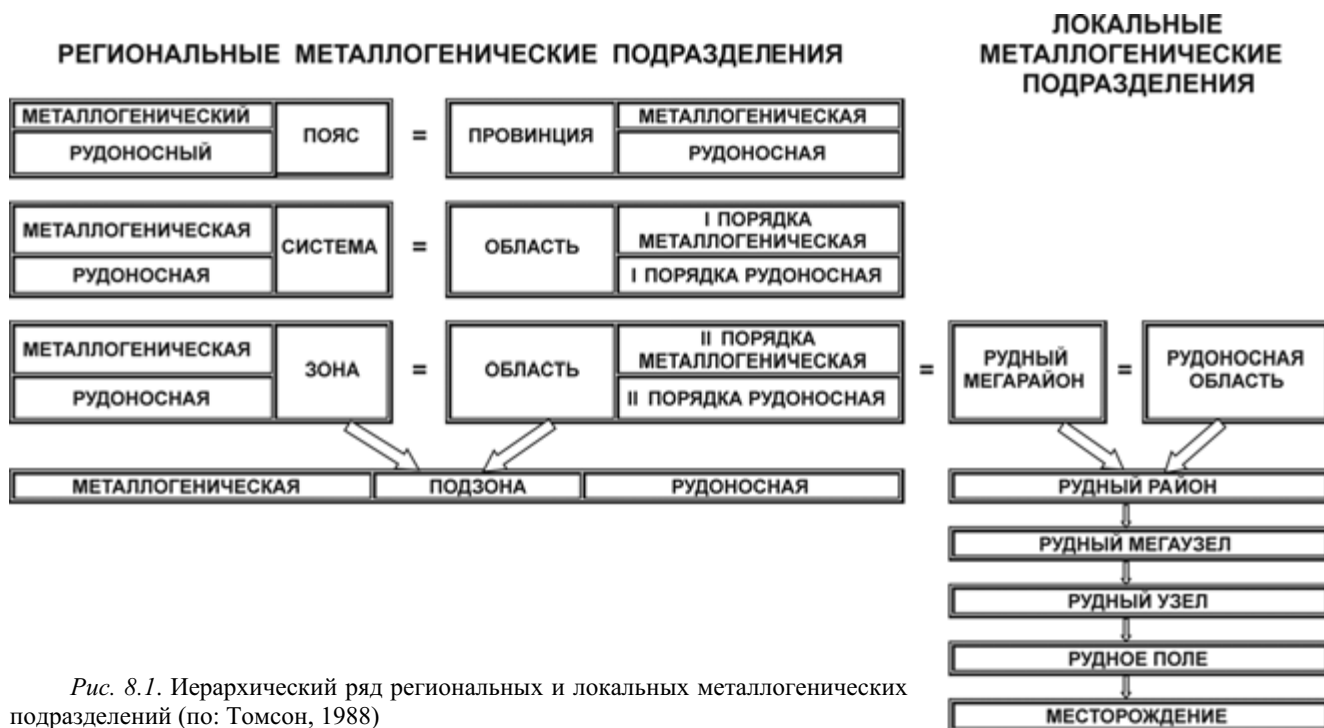 РЕГИОНАЛЬНЫЕ МЕТАЛЛОГЕНИЧЕСКИЕ ПОДРАЗДЕЛЕНИЯ
ЛОКАЛЬНЫЕ
МЕТАЛЛОГЕНИЧЕСКИЕ
ПОДРАЗДЕЛЕНИЯ
МЕТАЛЛОГЕНИЧЕСКИЙ
РУДОНОСНЫЙ
ПОЯС
=
ПРОВИНЦИЯ
МЕТАЛЛОГЕНИЧЕСКАЯ
РУДОНОСНАЯ
МЕТАЛЛОГЕНИЧЕСКАЯ
РУДОНОСНАЯ
СИСТЕМА
=
ОБЛАСТЬ
I ПОРЯДКА
МЕТАЛЛОГЕНИЧЕСКАЯ
I ПОРЯДКА РУДОНОСНАЯ
МЕТАЛЛОГЕНИЧЕСКАЯ
РУДОНОСНАЯ
ЗОНА
=
ОБЛАСТЬ
II ПОРЯДКА
МЕТАЛЛОГЕНИЧЕСКАЯ
II ПОРЯДКА РУДОНОСНАЯ
=
РУДНЫЙ
МЕГАРАЙОН
=
РУДОНОСНАЯ
ОБЛАСТЬ
МЕТАЛЛОГЕНИЧЕСКАЯ
ПОДЗОНА
РУДОНОСНАЯ
РУДНЫЙ РАЙОН
РУДНЫЙ МЕГАУЗЕЛ
РУДНЫЙ УЗЕЛ
РУДНОЕ ПОЛЕ
МЕСТОРОЖДЕНИЕ
Рис. 8.1. Иерархический ряд региональных и локальных металлогенических
подразделений (по: Томсон, 1988)